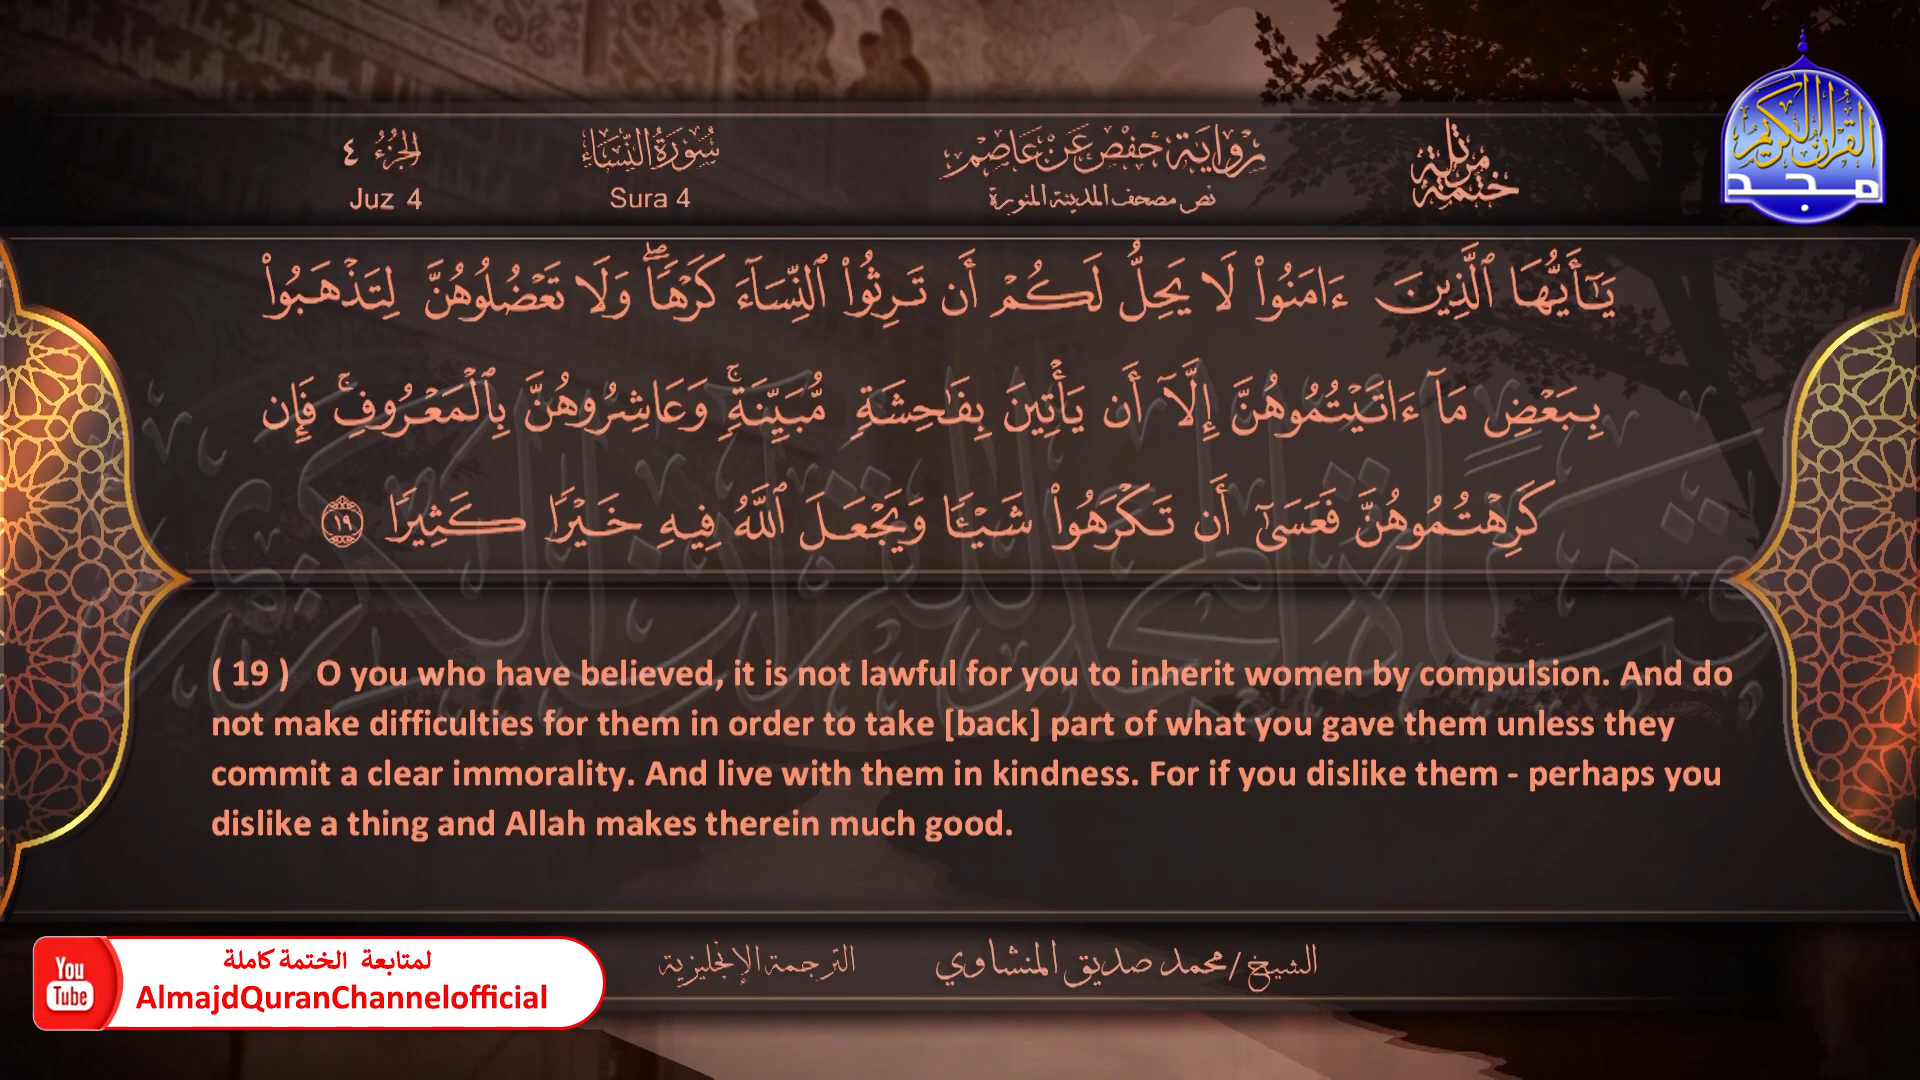 الجزء ٤
Juz 4
سورة النساء
Sura 4
رواية حفص عن عاصم
نص مصحف المدينة المنورة
ختمة مرتلة
القرآن الكريم
مجد
يَٰٓأَيُّهَا ٱلَّذِينَ ءَامَنُوا۟ لَا يَحِلُّ لَكُمْ أَن تَرِثُوا۟ ٱلنِّسَآءَ كَرْهًاۖ وَلَا تَعْضُلُوهُنَّ لِتَذْهَبُوا۟
بِبَعْضِ مَآ ءَاتَيْتُمُوهُنَّ إِلَّآ أَن يَأْتِينَ بِفَٰحِشَةٍ مُّبَيِّنَةٍۚ وَعَاشِرُوهُنَّ بِٱلْمَعْرُوفِۚ فَإِن
كَرِهْتُمُوهُنَّ فَعَسَىٰٓ أَن تَكْرَهُوا۟ شَيْـًٔا وَيَجْعَلَ ٱللَّهُ فِيهِ خَيْرًا كَثِيرًا ١٩
( 19 ) O you who have believed, it is not lawful for you to inherit women by compulsion. And do
not make difficulties for them in order to take [back] part of what you gave them unless they
commit a clear immorality. And live with them in kindness. For if you dislike them - perhaps you
dislike a thing and Allah makes therein much good.
قناة المجد للقرآن الكريم
الشيخ / محمد صديق المنشاوي
الترجمة الإنجليزية
You
Tube
لمتابعة الختمة كاملة
AlmajdQuranChannelofficial